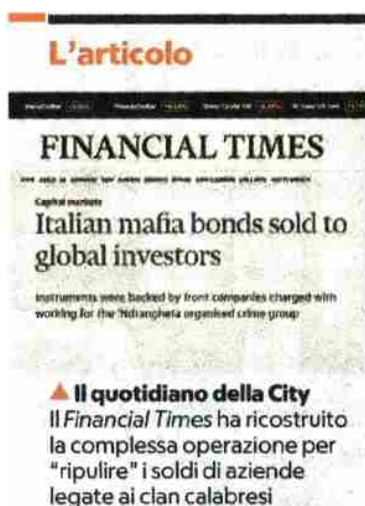 L'articolo
FINANCIAL TIMES
Capital markets
Italian mafia bonds sold to
global investors
Instruments were backed by front companies charged with
working for the 'Ndrangheta organised crime group
▲ Il quotidiano della City
Il Financial Times ha ricostruito
la complessa operazione per
"ripulire" i soldi di aziende
legate ai clan calabresi